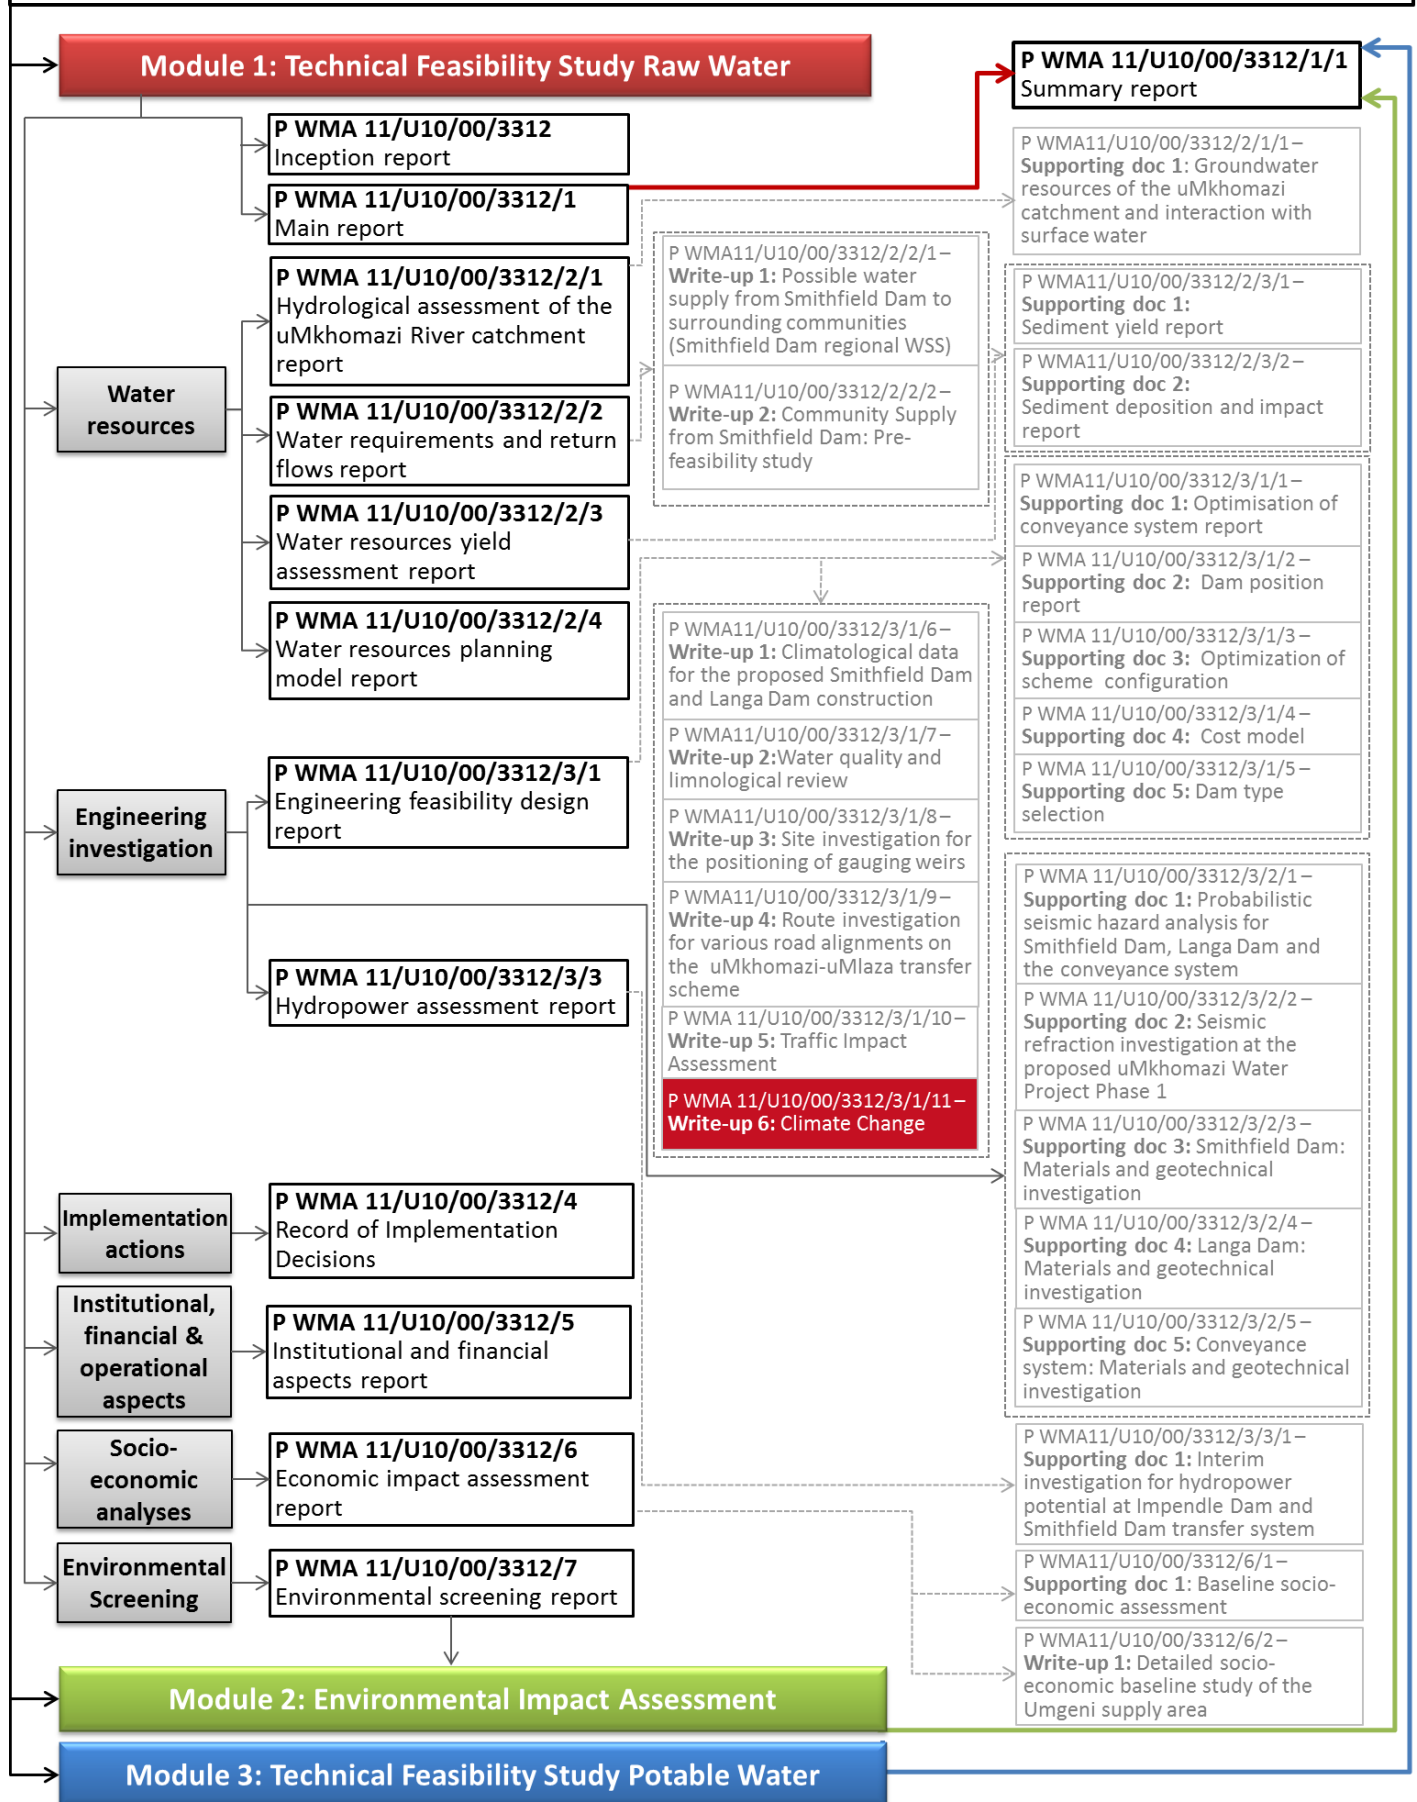 Module 1: Technical Feasibility Study Raw Water
P WMA 11/U10/00/3312
Inception report
P WMA 11/U10/00/3312/1
Main report
Water
resources
P WMA 11/U10/00/3312/2/1
Hydrological assessment of the
uMkhomazi River catchment
report
P WMA 11/U10/00/3312/2/2
Water requirements and return
flows report
P WMA 11/U10/00/3312/2/3
Water resources yield
assessment report
P WMA 11/U10/00/3312/2/4
Water resources planning
model report
Engineering
investigation
P WMA 11/U10/00/3312/3/1
Engineering feasibility design
report
P WMA 11/U10/00/3312/3/3
Hydropower assessment report
Implementation
actions
P WMA 11/U10/00/3312/4
Record of Implementation
Decisions
Institutional,
financial &
operational
aspects
P WMA 11/U10/00/3312/5
Institutional and financial
aspects report
Socio-
economic
analyses
P WMA 11/U10/00/3312/6
Economic impact assessment
report
Environmental
Screening
P WMA 11/U10/00/3312/7
Environmental screening report
P WMA11/U10/00/3312/2/2/1–
Write-up 1: Possible water
supply from Smithfield Dam to
surrounding communities
(Smithfield Dam regional WSS)
P WMA11/U10/00/3312/2/2/2–
Write-up 2: Community Supply
from Smithfield Dam: Pre-
feasibility study
P WMA11/U10/00/3312/3/1/6–
Write-up 1: Climatological data
for the proposed Smithfield Dam
and Langa Dam construction
P WMA11/U10/00/3312/3/1/7–
Write-up 2:Water quality and
limnological review
P WMA11/U10/00/3312/3/1/8–
Write-up 3: Site investigation for
the positioning of gauging weirs
P WMA11/U10/00/3312/3/1/9–
Write-up 4: Route investigation
for various road alignments on
the uMkhomazi-uMlaza transfer
scheme
P WMA 11/U10/00/3312/3/1/10–
Write-up 5: Traffic Impact
Assessment
P WMA 11/U10/00/3312/3/1/11–
Write-up 6: Climate Change
P WMA 11/U10/00/3312/1/1
Summary report
P WMA11/U10/00/3312/2/1/1–
Supporting doc 1: Groundwater
resources of the uMkhomazi
catchment and interaction with
surface water
P WMA11/U10/00/3312/2/3/1–
Supporting doc 1:
Sediment yield report
P WMA11/U10/00/3312/2/3/2–
Supporting doc 2:
Sediment deposition and impact
report
P WMA11/U10/00/3312/3/1/1–
Supporting doc 1: Optimisation of
conveyance system report
P WMA 11/U10/00/3312/3/1/2–
Supporting doc 2: Dam position
report
P WMA 11/U10/00/3312/3/1/3–
Supporting doc 3: Optimization of
scheme configuration
P WMA 11/U10/00/3312/3/1/4–
Supporting doc 4: Cost model
P WMA 11/U10/00/3312/3/1/5–
Supporting doc 5: Dam type
selection
P WMA 11/U10/00/3312/3/2/1–
Supporting doc 1: Probabilistic
seismic hazard analysis for
Smithfield Dam, Langa Dam and
the conveyance system
P WMA 11/U10/00/3312/3/2/2–
Supporting doc 2: Seismic
refraction investigation at the
proposed uMkhomazi Water
Project Phase 1
P WMA 11/U10/00/3312/3/2/3–
Supporting doc 3: Smithfield Dam:
Materials and geotechnical
investigation
P WMA 11/U10/00/3312/3/2/4–
Supporting doc 4: Langa Dam:
Materials and geotechnical
investigation
P WMA 11/U10/00/3312/3/2/5–
Supporting doc 5: Conveyance
system: Materials and geotechnical
investigation
P WMA11/U10/00/3312/3/3/1–
Supporting doc 1: Interim
investigation for hydropower
potential at Impendle Dam and
Smithfield Dam transfer system
P WMA11/U10/00/3312/6/1–
Supporting doc 1: Baseline socio-
economic assessment
P WMA11/U10/00/3312/6/2–
Write-up 1: Detailed socio-
economic baseline study of the
Umgeni supply area
Module 2: Environmental Impact Assessment
Module 3: Technical Feasibility Study Potable Water